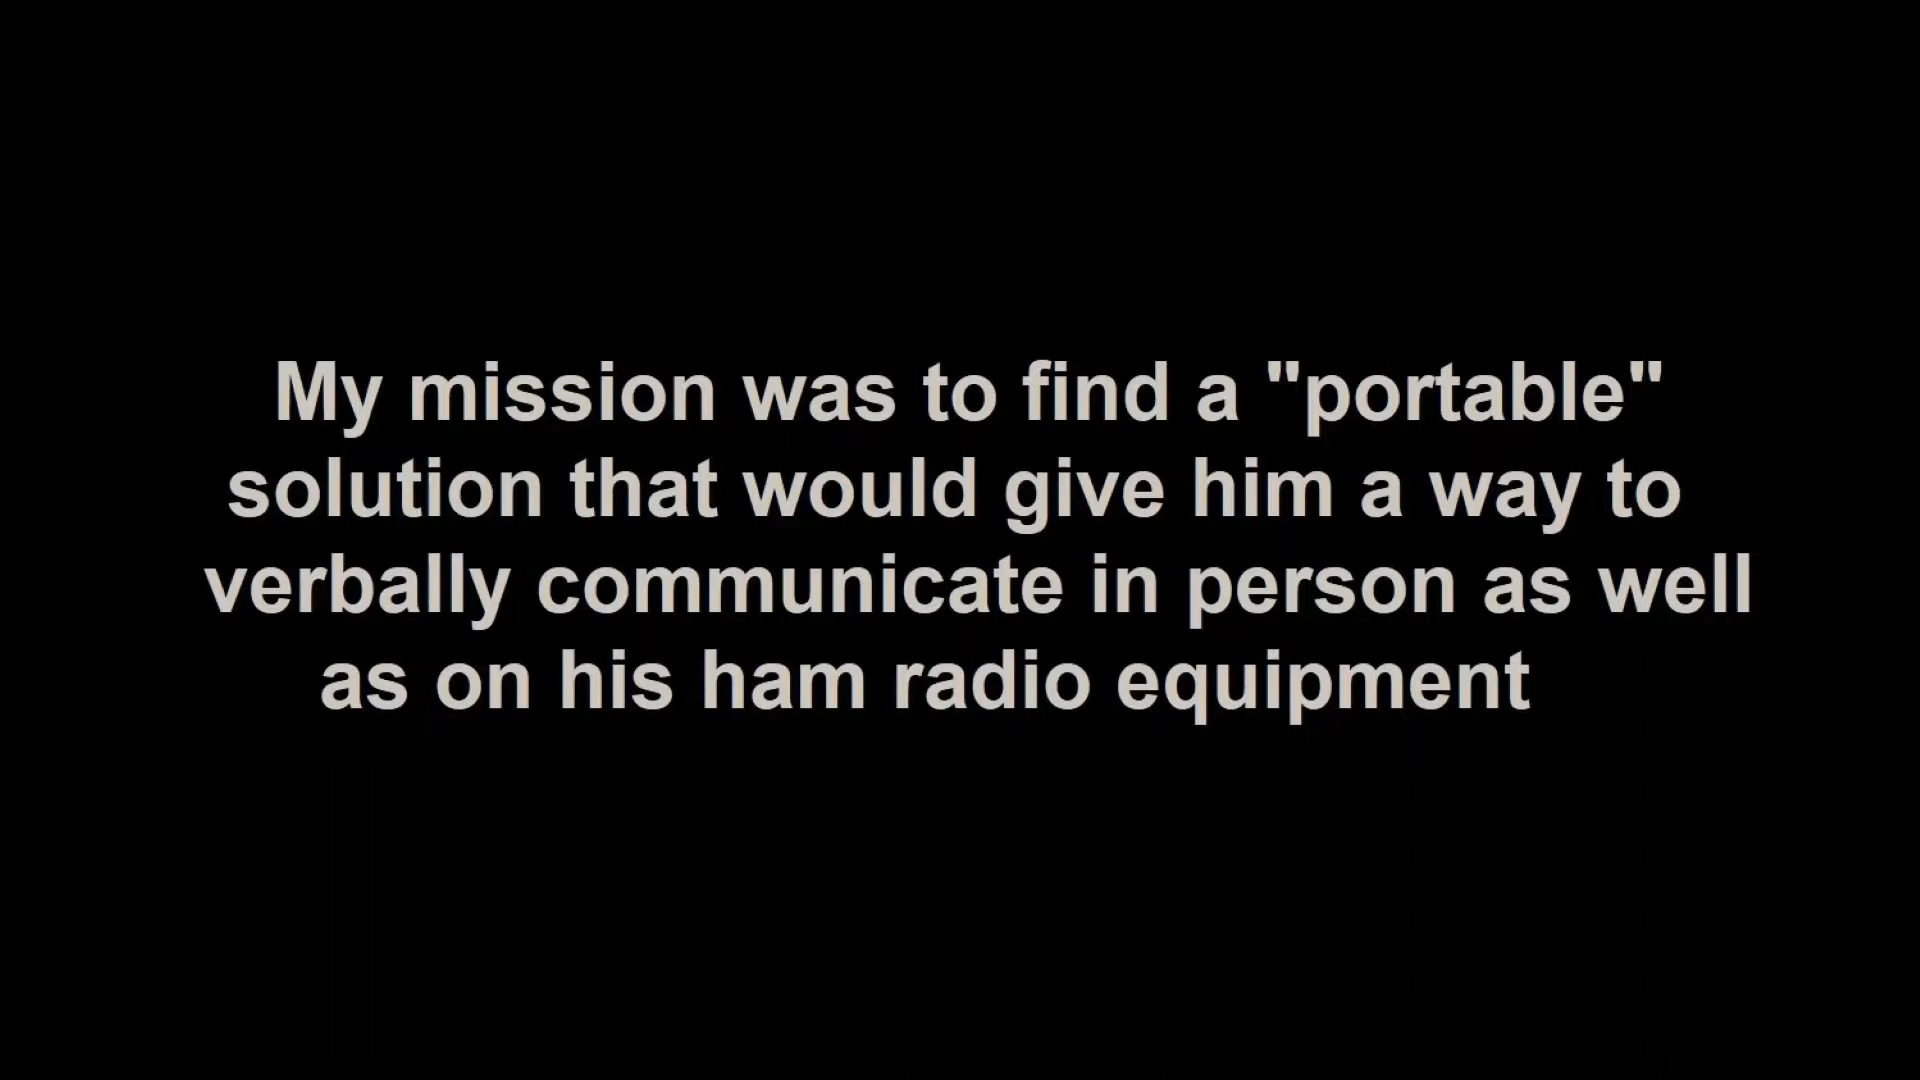 My mission was to find a "portable"
solution that would give him a way to
verbally communicate in person as well
as on his ham radio equipment